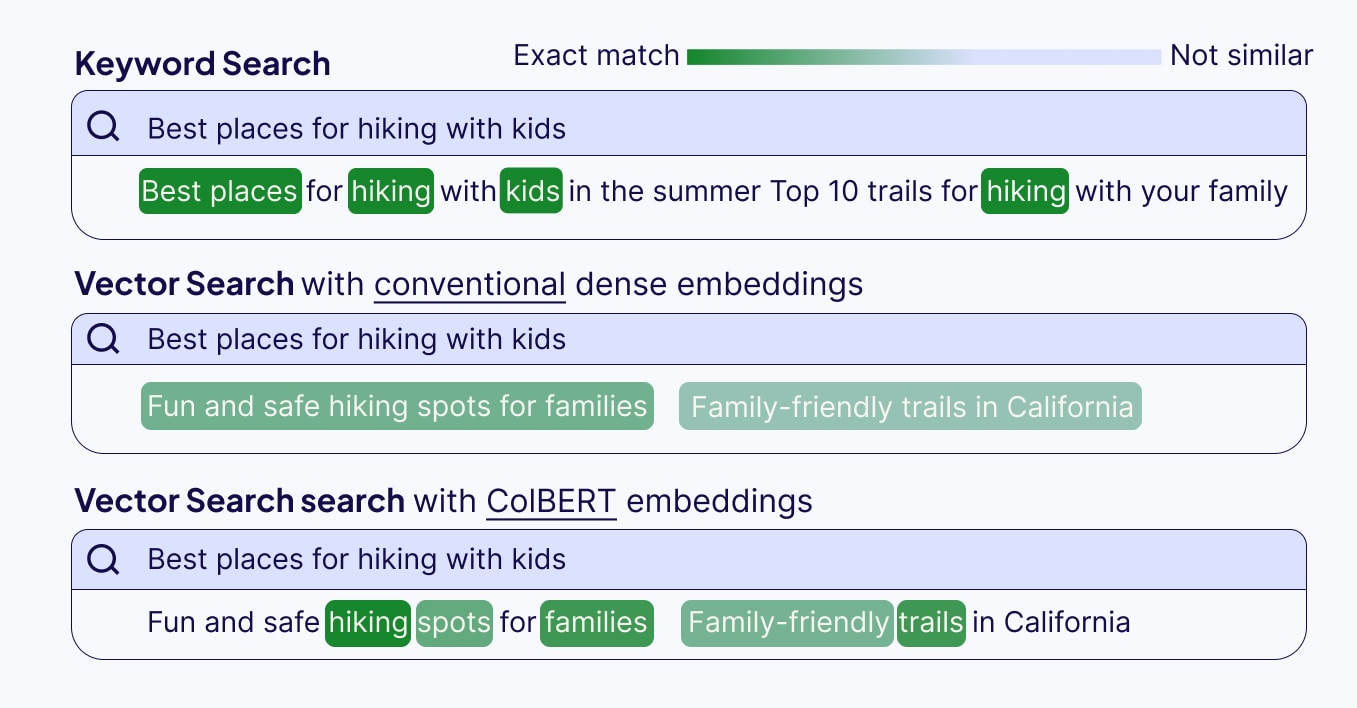 Keyword Search
Exact match Not similar
Best places for hiking with kids
Best places for hiking with kids in the summer Top 10 trails for hiking with your family
Vector Search with conventional dense embeddings
Best places for hiking with kids
Fun and safe hiking spots for families Family-friendly trails in California
Vector Search search with ColBERT embeddings
Best places for hiking with kids
Fun and safe hiking spots for families Family-friendly trails in California